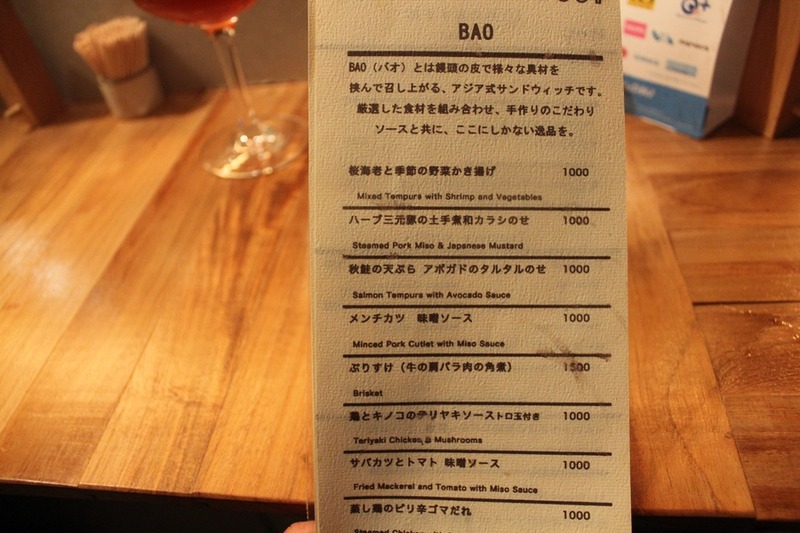 BAO
BAO（バオ）とは饅頭の皮で様々な具材を
挟んで召し上がる、アジア式サンドウィッチです。
厳選した食材を組み合わせ、手作りのこだわり
ソースと共に、ここにしかない逸品を。
桜海老と季節の野菜かき揚げ 1000
Mixed Tempura with Shrimp and Vegetables
ハーブ三元豚の土手煮和カラシのせ 1000
Steamed Pork Miso & Japanese Mustard
秋鮭の天ぷら アボガドのタルタルのせ 1000
Salmon Tempura with Avocado Sauce
メンチカツ 味噌ソース 1000
Minced Pork Cutlet with Miso Sauce
ぶりすけ（牛の肩バラ肉の角煮） 1500
Brisket
鶏とキノコのテリヤキソーストロ玉付き 1000
Teriyaki Chicken & Mushrooms
サバカツとトマト 味噌ソース 1000
Fried Mackerel and Tomato with Miso Sauce
蒸し鶏のピリ辛ゴマだれ 1000
Steamed Chicken
G+